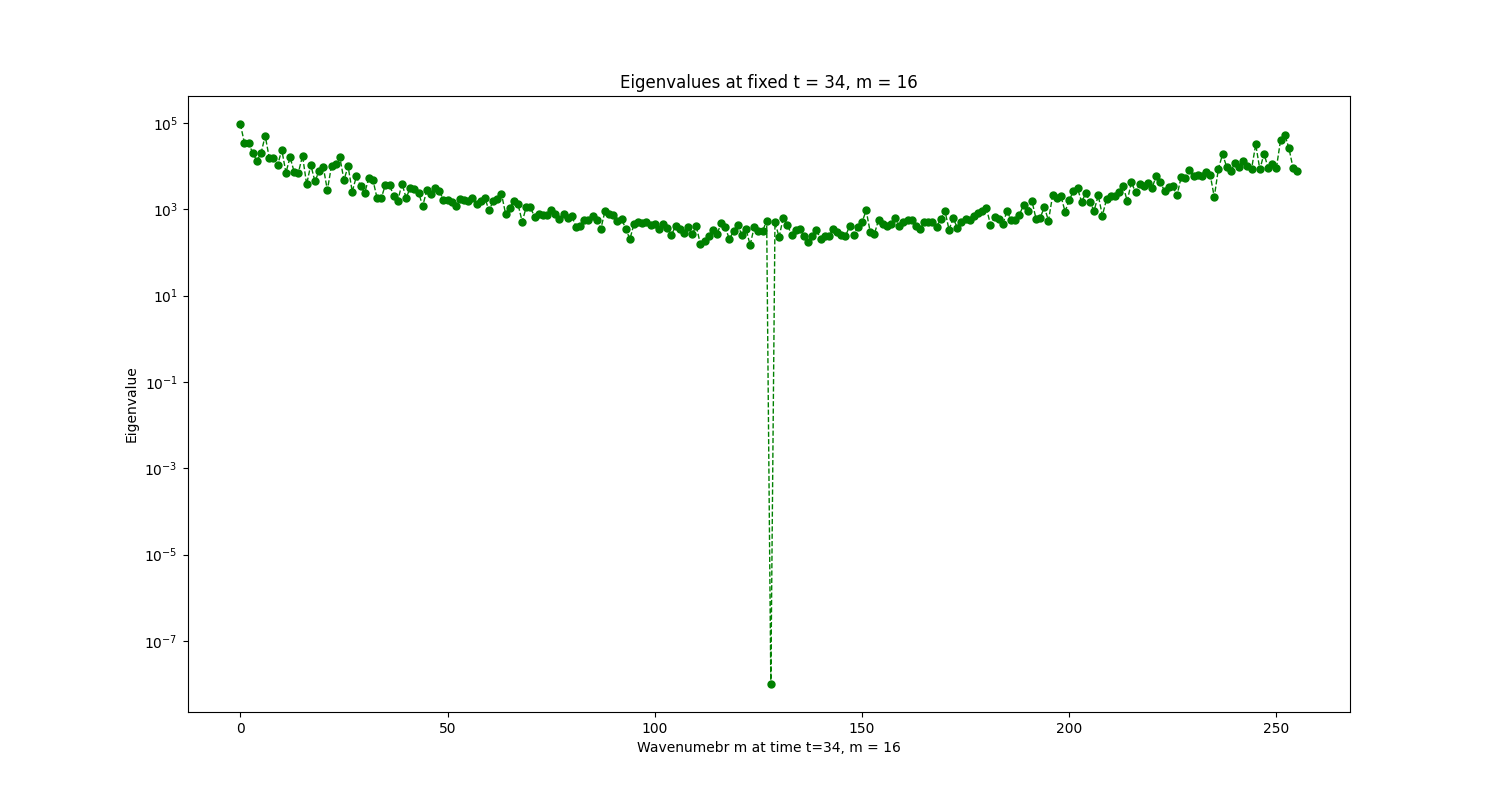 Eigenvalues at fixed t = 34, m = 16
10^5
10^3
10^1
10^-1
10^-3
10^-5
10^-7
Eigenvalue
0 50 100 150 200 250
Wavenumebr m at time t=34, m = 16